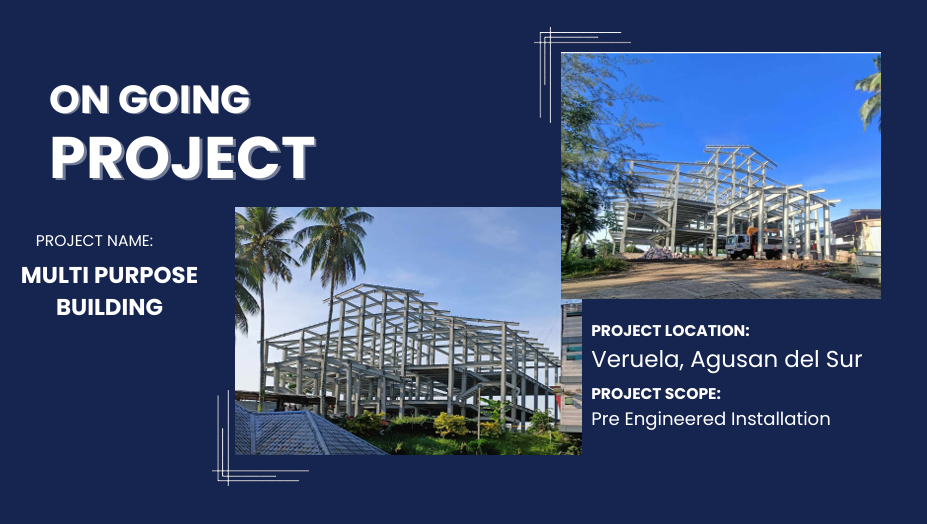 ON GOING
PROJECT
PROJECT NAME:
MULTI PURPOSE
BUILDING
PROJECT LOCATION:
Veruela, Agusan del Sur
PROJECT SCOPE:
Pre Engineered Installation